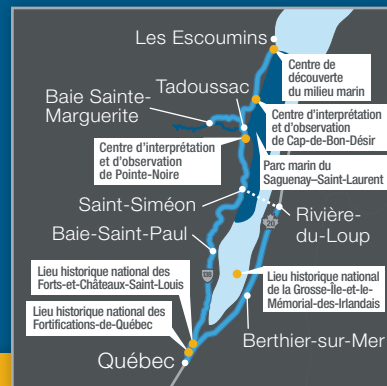 Les Escoumins
Centre de
découverte
du milieu marin
Tadoussac
Baie Sainte-
Marguerite
Centre d'interprétation
et d'observation
de Cap-de-Bon-Désir
Centre d'interprétation
et d'observation
de Pointe-Noire
Parc marin du
Saguenay–Saint-Laurent
Saint-Siméon
Rivière-
du-Loup
20
Baie-Saint-Paul
138
Lieu historique national des
Forts-et-Châteaux-Saint-Louis
Lieu historique national
de la Grosse-Île-et-le-
Mémorial-des-Irlandais
Lieu historique national des
Fortifications-de-Québec
Berthier-sur-Mer
Québec